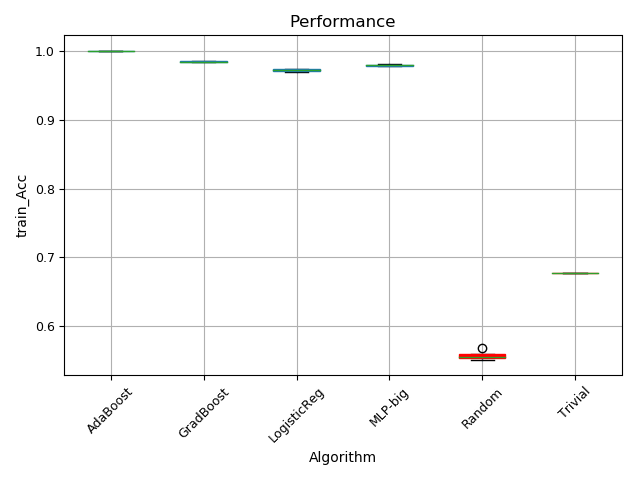 Performance
train_Acc
1.0
0.9
0.8
0.7
0.6
AdaBoost
GradBoost
LogisticReg
MLP-big
Random
Trivial
Algorithm